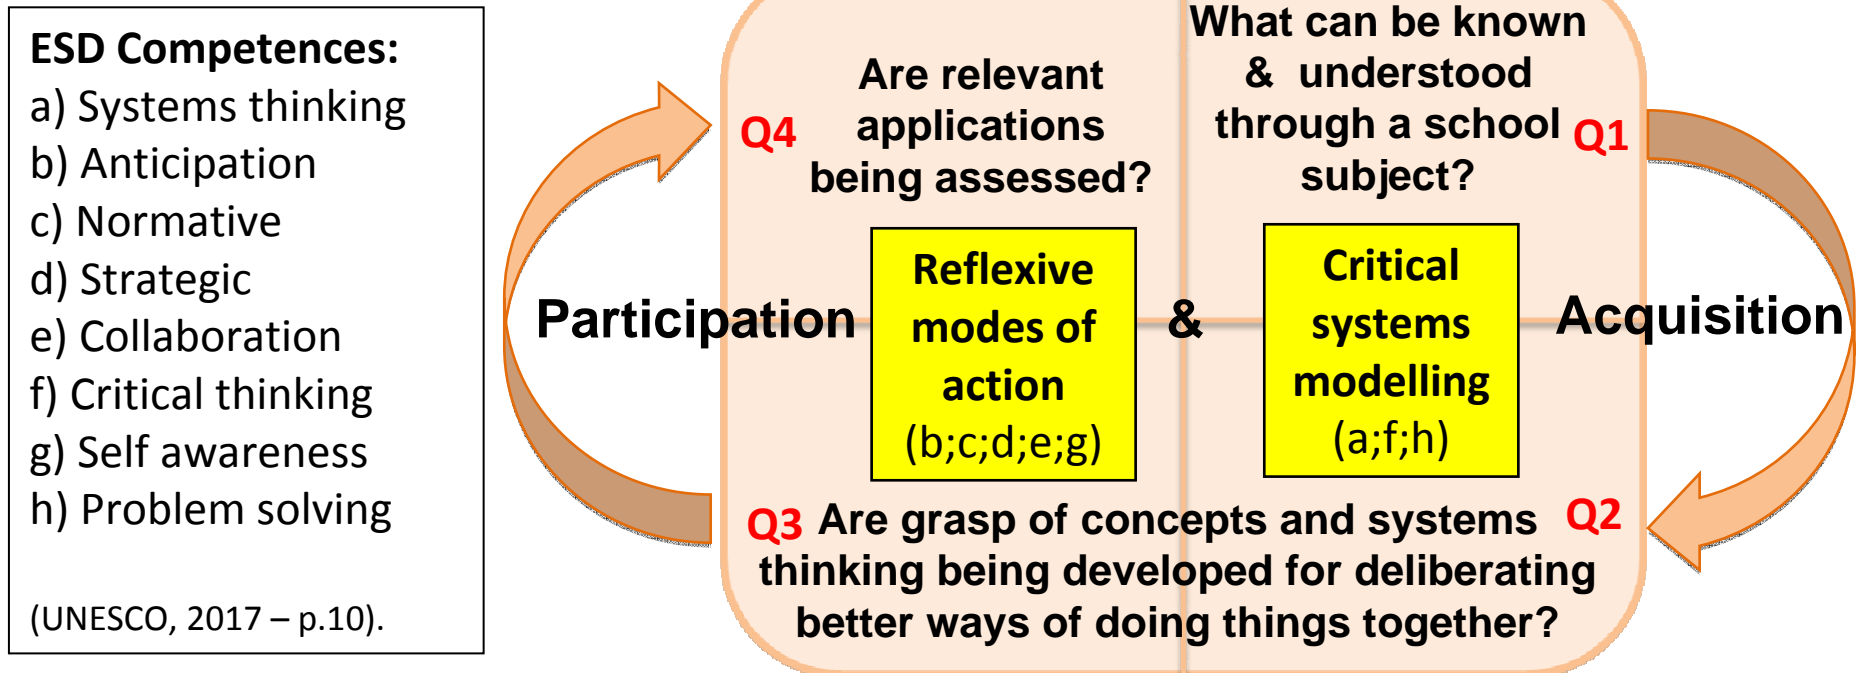 ESD Competences:
a) Systems thinking
b) Anticipation
c) Normative
d) Strategic
e) Collaboration
f) Critical thinking
g) Self awareness
h) Problem solving
(UNESCO, 2017 – p.10).
Q4
Are relevant
applications
being assessed?
What can be known
& understood
through a school
subject?
Q1
Participation
Reflexive
modes of
action
(b;c;d;e;g)
&
Critical
systems
modelling
(a;f;h)
Acquisition
Q3
Are grasp of concepts and systems
thinking being developed for deliberating
better ways of doing things together?
Q2